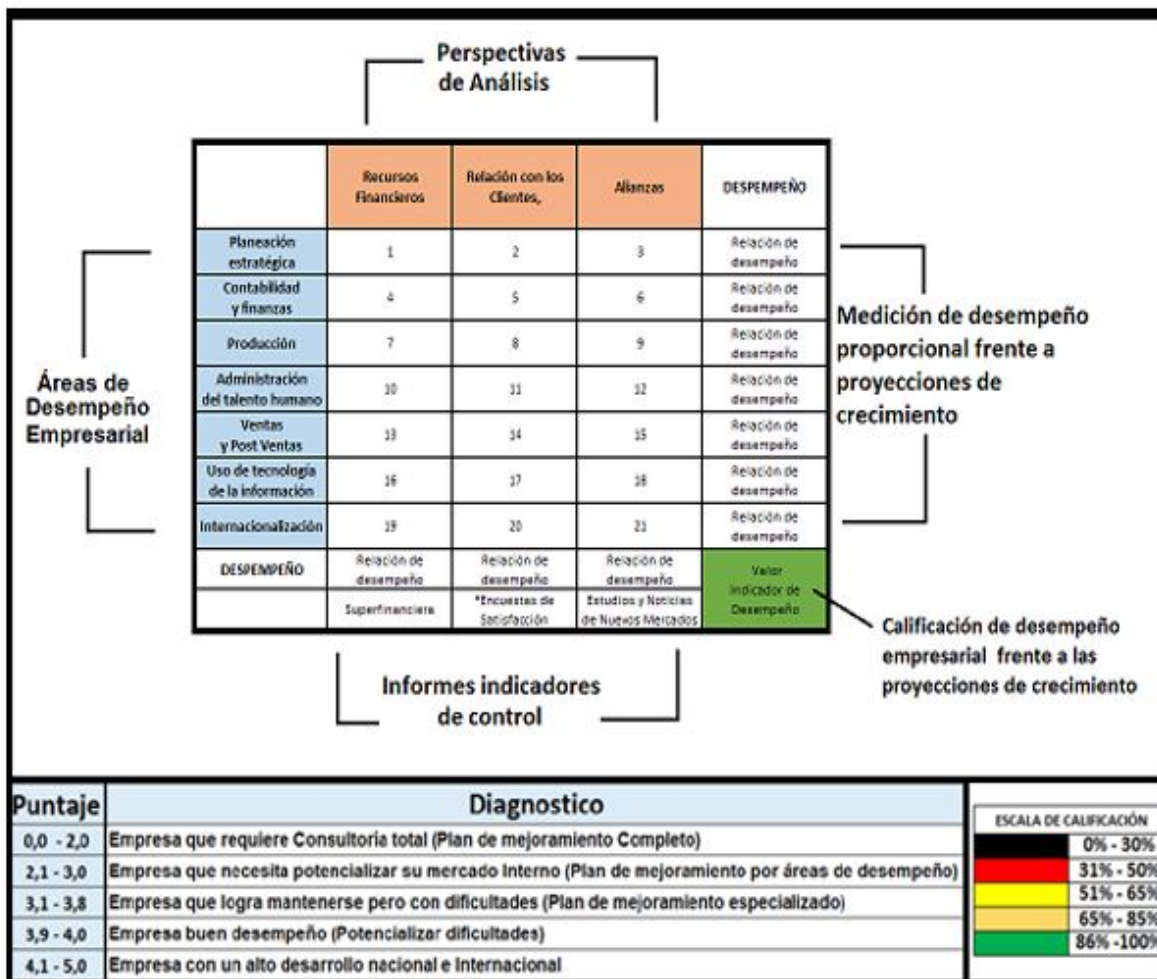 Perspectivas
de Análisis
Recursos
Financieros
Relación con los
Clientes,
Alianzas
DESPEMPEÑO
Planeación
estratégica
1
2
3
Relación de
desempeño
Contabilidad
y finanzas
4
5
6
Relación de
desempeño
Producción
7
8
9
Relación de
desempeño
Administración
del talento humano
10
11
12
Relación de
desempeño
Ventas
y Post Ventas
13
14
15
Relación de
desempeño
Uso de tecnología
de la información
16
17
18
Relación de
desempeño
Internacionalización
19
20
21
Relación de
desempeño
DESPEMPEÑO
Relación de
desempeño
Relación de
desempeño
Relación de
desempeño
Valor
Indicador de
Desempeño
Superfinanciera
*Encuestas de
Satisfacción
Estudios y Noticias
de Nuevos Mercados
Áreas de
Desempeño
Empresarial
Medición de desempeño
proporcional frente a
proyecciones de
crecimiento
Calificación de desempeño
empresarial frente a las
proyecciones de crecimiento
Informes indicadores
de control
Puntaje
Diagnostico
0,0 - 2,0 Empresa que requiere Consultoría total (Plan de mejoramiento Completo)
2,1 - 3,0 Empresa que necesita potencializar su mercado Interno (Plan de mejoramiento por áreas de desempeño)
3,1 - 3,8 Empresa que logra mantenerse pero con dificultades (Plan de mejoramiento especializado)
3,9 - 4,0 Empresa buen desempeño (Potencializar dificultades)
4,1 - 5,0 Empresa con un alto desarrollo nacional e Internacional
ESCALA DE CALIFICACIÓN
0% - 30%
31% - 50%
51% - 65%
65% - 85%
86% -100%